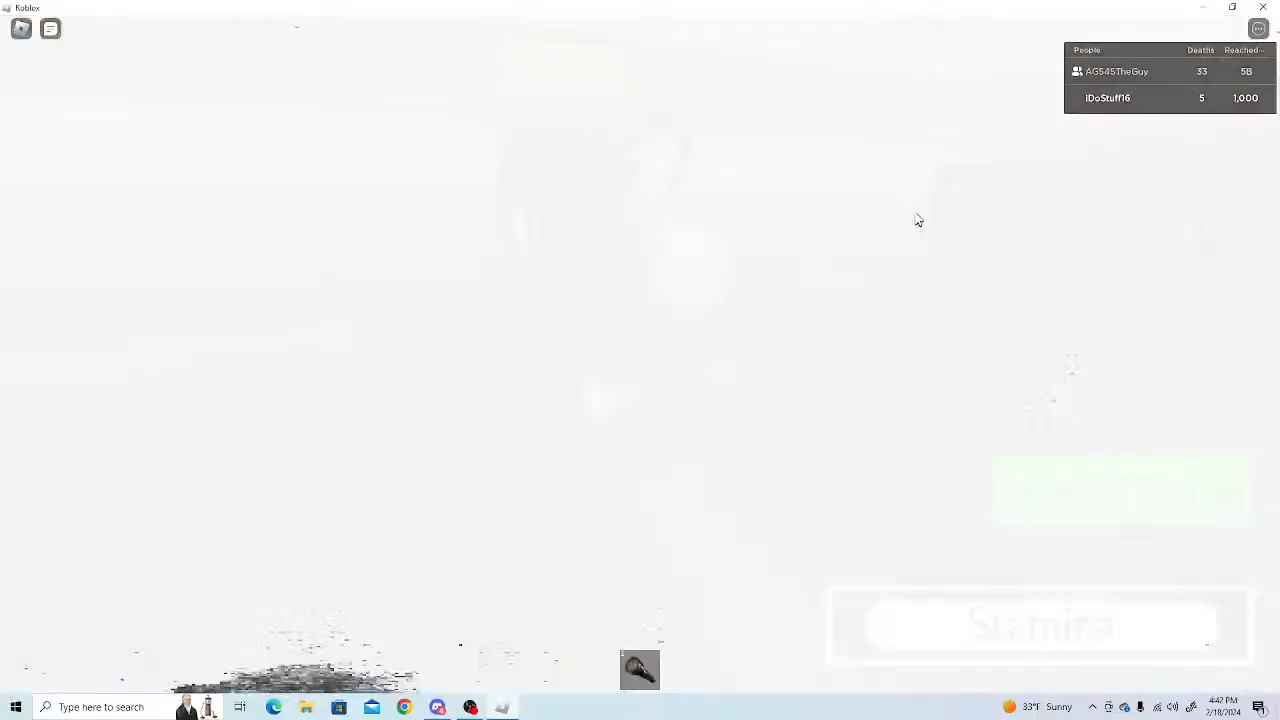 Roblox
People Deaths Reached...
AG545TheGuy 33 5B
iDoStuff16 5 1,000
Stamina
Type here to search
33°F Sunny
4:42 PM
2/18/2024